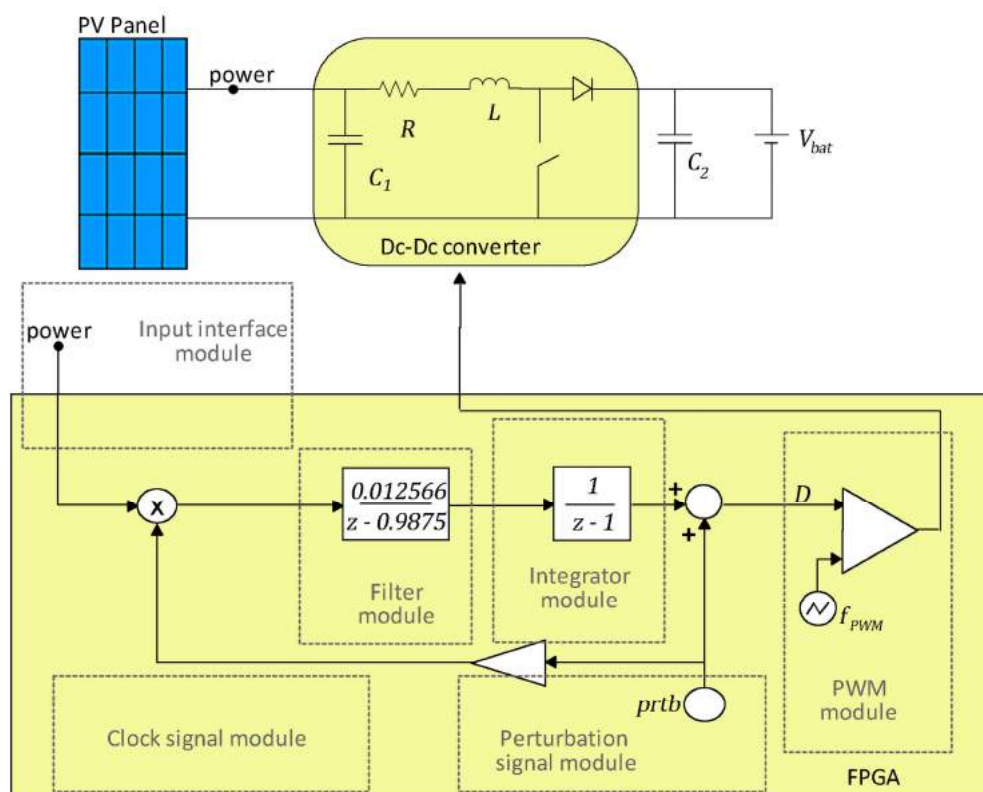 PV Panel
power
R
L
C1
C2
Vbat
Dc-Dc converter
power
Input interface
module
x
0.012566
z - 0.9875
1
z - 1
+
+
D
Filter
module
Integrator
module
fPWM
prtb
PWM
module
Clock signal module
Perturbation
signal module
FPGA